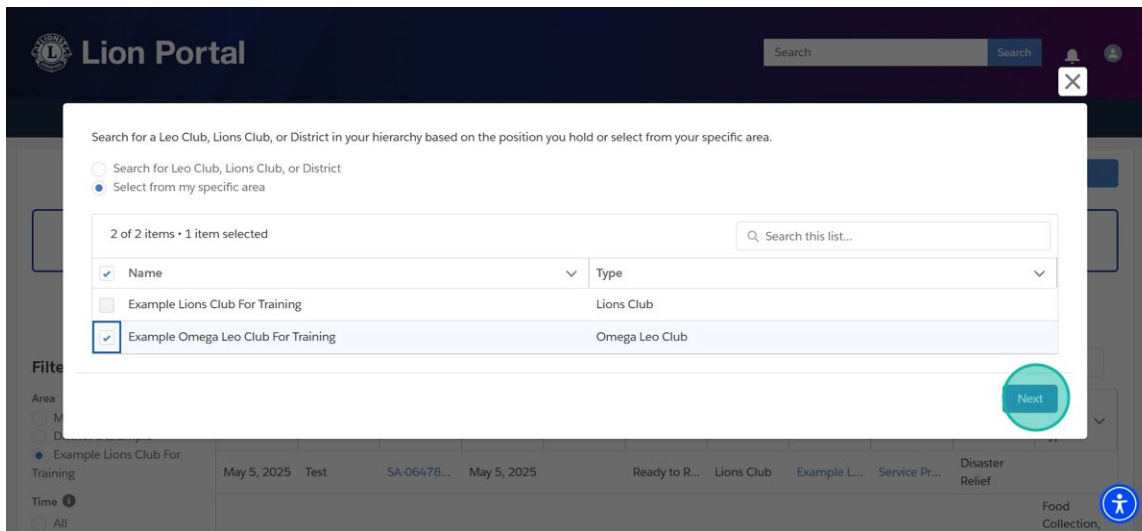 Lion Portal
Search
Search
Search for a Leo Club, Lions Club, or District in your hierarchy based on the position you hold or select from your specific area.
Search for Leo Club, Lions Club, or District
Select from my specific area
2 of 2 items • 1 item selected
Search this list...
Name
Type
Example Lions Club For Training
Lions Club
Example Omega Leo Club For Training
Omega Leo Club
Next
Filte
Area
M
Example Lions Club For
Training
May 5, 2025 Test SA-06478... May 5, 2025 Ready to R... Lions Club Example L... Service Pr... Disaster
Relief
Time
All
Food
Collection,